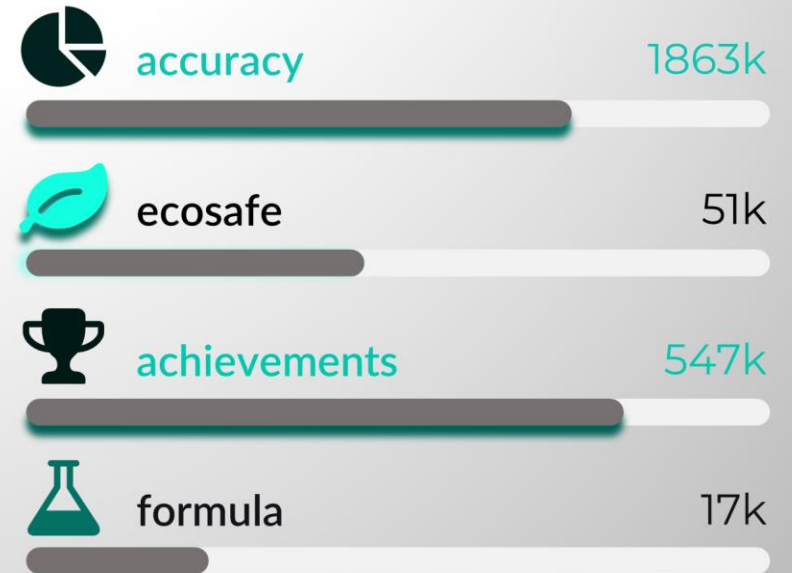 accuracy 1863k
ecosafe 51k
achievements 547k
formula 17k